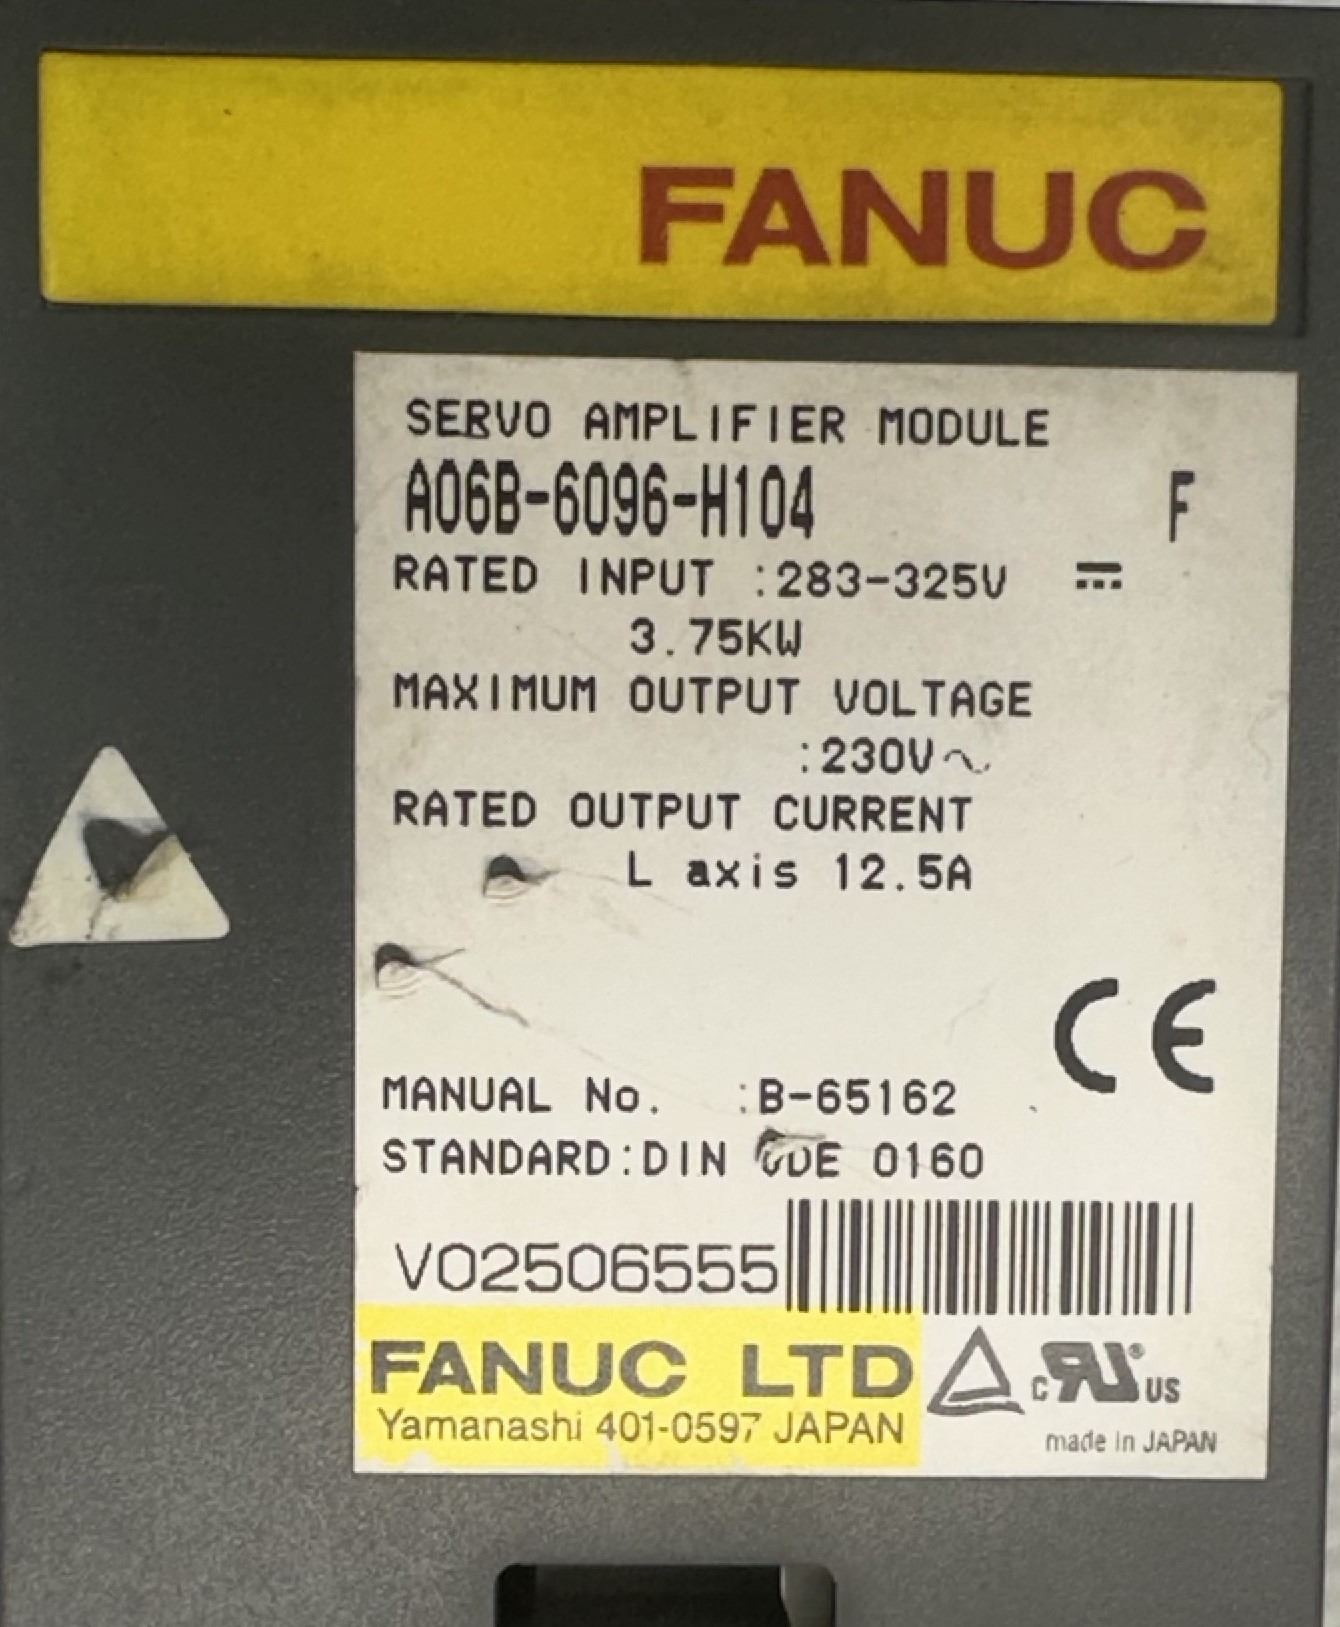 FANUC
SERVO AMPLIFIER MODULE
A06B-6096-H104 F
RATED INPUT :283-325V ⎓
3.75KW
MAXIMUM OUTPUT VOLTAGE
:230V~
RATED OUTPUT CURRENT
L axis 12.5A
CE
MANUAL No. :B-65162
STANDARD:DIN VDE 0160
V02506555
FANUC LTD
Yamanashi 401-0597 JAPAN
c RU ® US
made in JAPAN